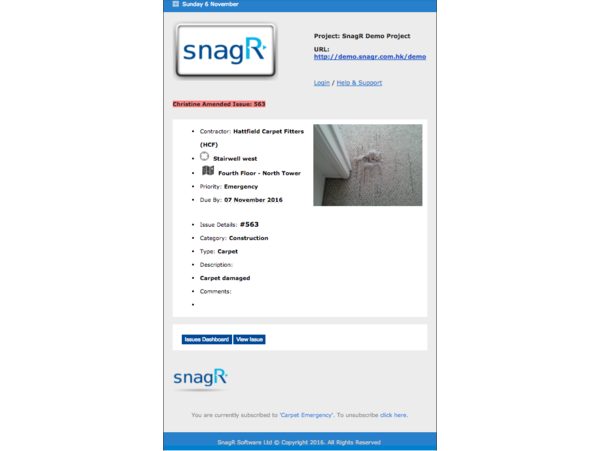 Sunday 6 November
snagR
Project: SnagR Demo Project
URL:
http://demo.snagr.com.hk/demo
Login / Help & Support
Christine Amended Issue: 563
Contractor: Hattfield Carpet Fitters
(HCF)
Stairwell west
Fourth Floor - North Tower
Priority: Emergency
Due By: 07 November 2016
Issue Details: #563
Category: Construction
Type: Carpet
Description:
Carpet damaged
Comments:
Issues Dashboard View Issue
snagR
You are currently subscribed to 'Carpet Emergency'. To unsubscribe click here.
SnagR Software Ltd © Copyright 2016. All Rights Reserved